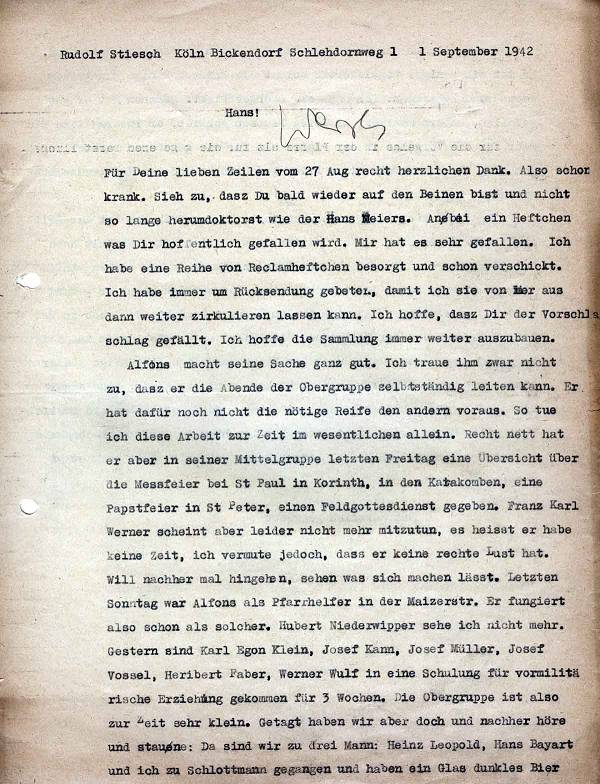 Rudolf Stiesch Köln Bickendorf Schlehdornweg 1 1 September 1942
Hans!
Für Deine lieben Zeilen vom 27 Aug recht herzlichen Dank. Also schon
krank. Sieh zu, dasz Du bald wieder auf den Beinen bist und nicht
so lange herumdoktorst wie der Hans Meiers. Anebei ein Heftchen
was Dir hoffentlich gefallen wird. Mir hat es sehr gefallen. Ich
habe eine Reihe von Reclamheftchen besorgt und schon verschickt.
Ich habe immer um Rücksendung gebeten, damit ich sie von hier aus
dann weiter zirkulieren lassen kann. Ich hoffe, dasz Dir der Vorschla
schlag gefällt. Ich hoffe die Sammlung immer weiter auszubauen.
Alfons macht seine Sache ganz gut. Ich traue ihm zwar nicht
zu, dasz er die Abende der Obergruppe zelbtständig leiten kann. Er
hat dafür noch nicht die nötige Reife den andern voraus. So tue
ich diese Arbeit zur Zeit im wesentlichen allein. Recht nett hat
er aber in seiner Mittelgruppe letzten Freitag eine Übersicht über
die Messfeier bei St Paul in Korinth, in den Katakomben, eine
Papstfeier in St Peter, einen Feldgottesdienst gegeben. Franz Karl
Werner scheint aber leider nicht mehr mitzutun, es heisst er habe
keine Zeit, ich vermute jedoch, dass er keine rechte Lust hat.
Will nachher mal hingehen, sehen was sich machen lässt. Letzten
Sonntag war Alfons als Pfarrhelfer in der Maizerstr. Er fungiert
also schon als solcher. Hubert Niederwipper sehe ich nicht mehr.
Gestern sind Karl Egon Klein, Josef Kann, Josef Müller, Josef
Vossel, Heribert Faber, Werner Wulf in eine Schulung für vormilitä
rische Erziehung gekommen für 3 Wochen. Die Obergruppe ist also
zur Zeit sehr klein. Getagt haben wir aber doch und nachher höre
und staune: Da sind wir zu drei Mann: Heinz Leopold, Hans Bayart
und ich zu Schlottmann gegangen und haben ein Glas dunkles Bier